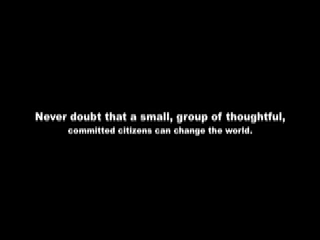 Never doubt that a small, group of thoughtful,
committed citizens can change the world.